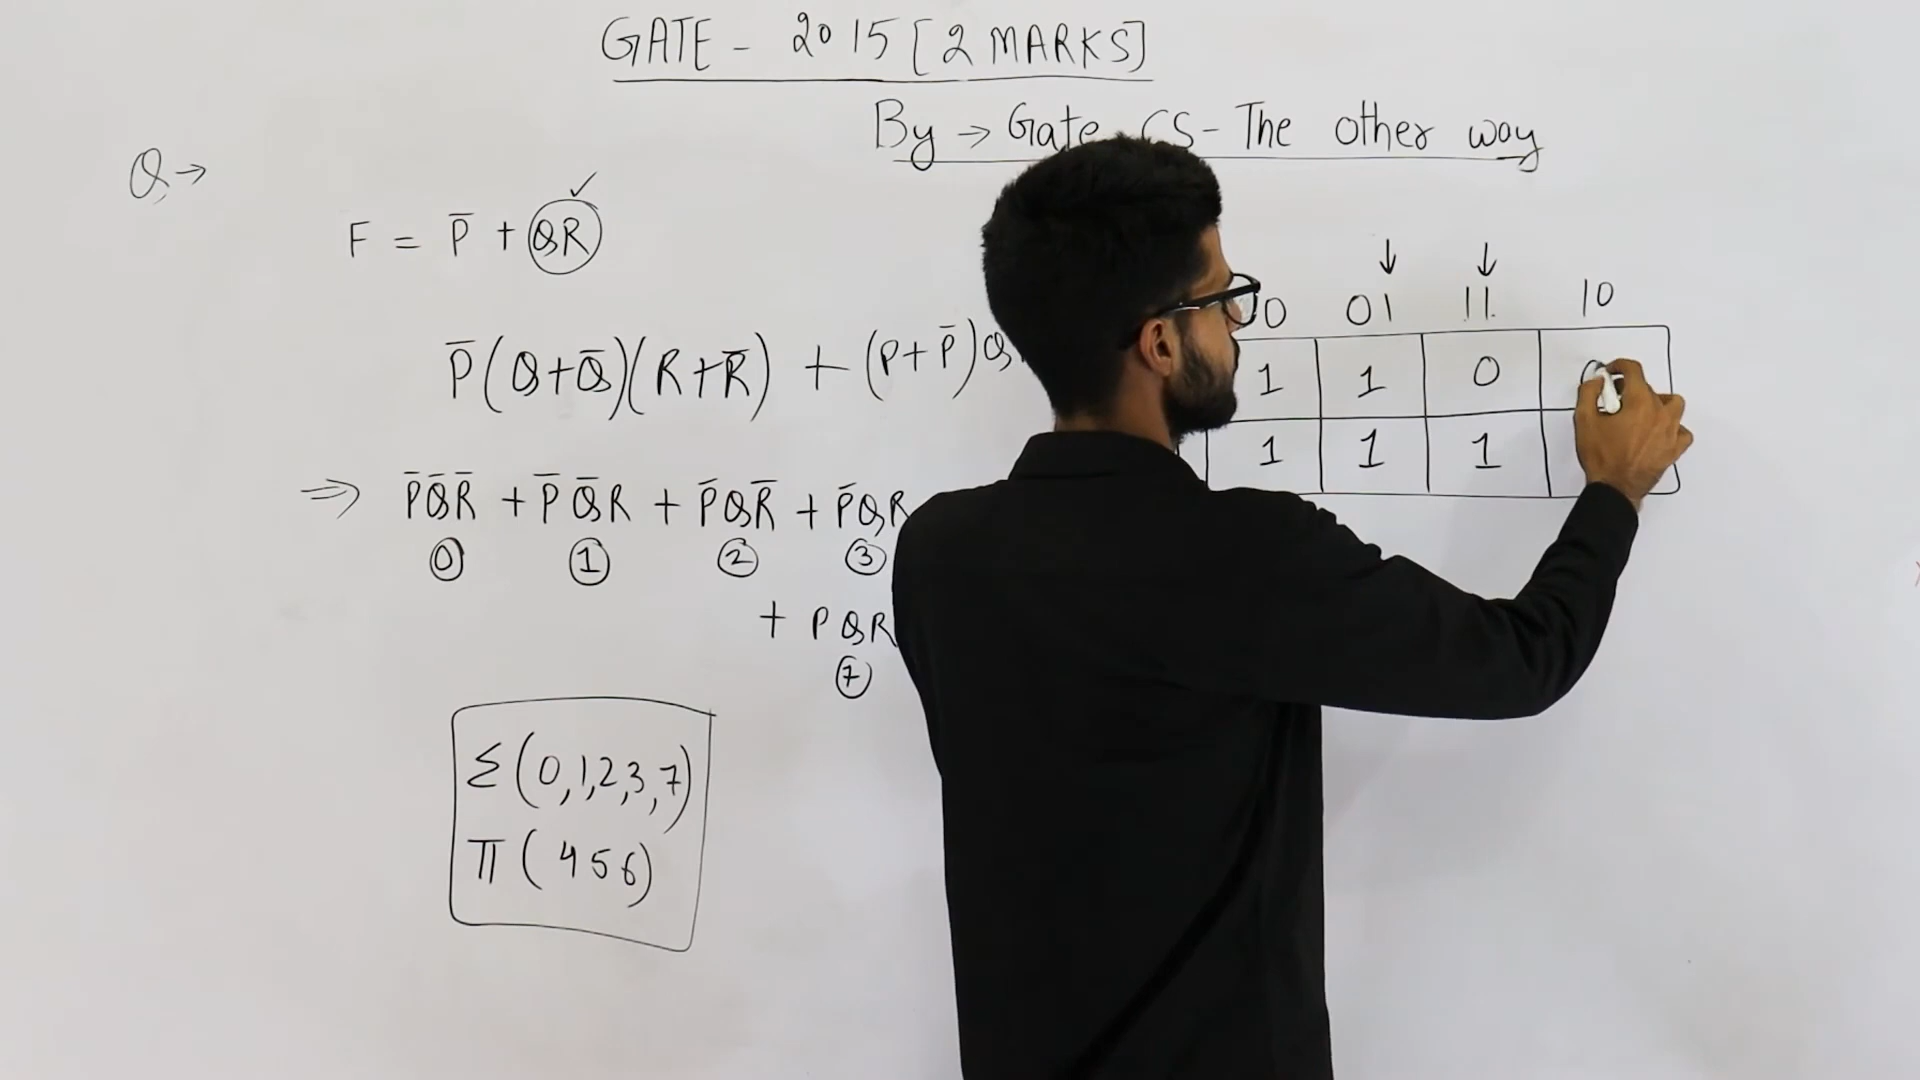 GATE - 2015 [2 MARKS]
By → Gate CS - The other way
Q →
F = P̅ + QR
P̅(Q+Q̅)(R+R̅) + (P+P̅)Q
⇒ P̅Q̅R̅ + P̅Q̅R + P̅QR̅ + P̅QR
0 1 2 3
+ PQR
7
Σ(0,1,2,3,7)
π(4 5 6)
01 11 10
1 1 0
1 1 1